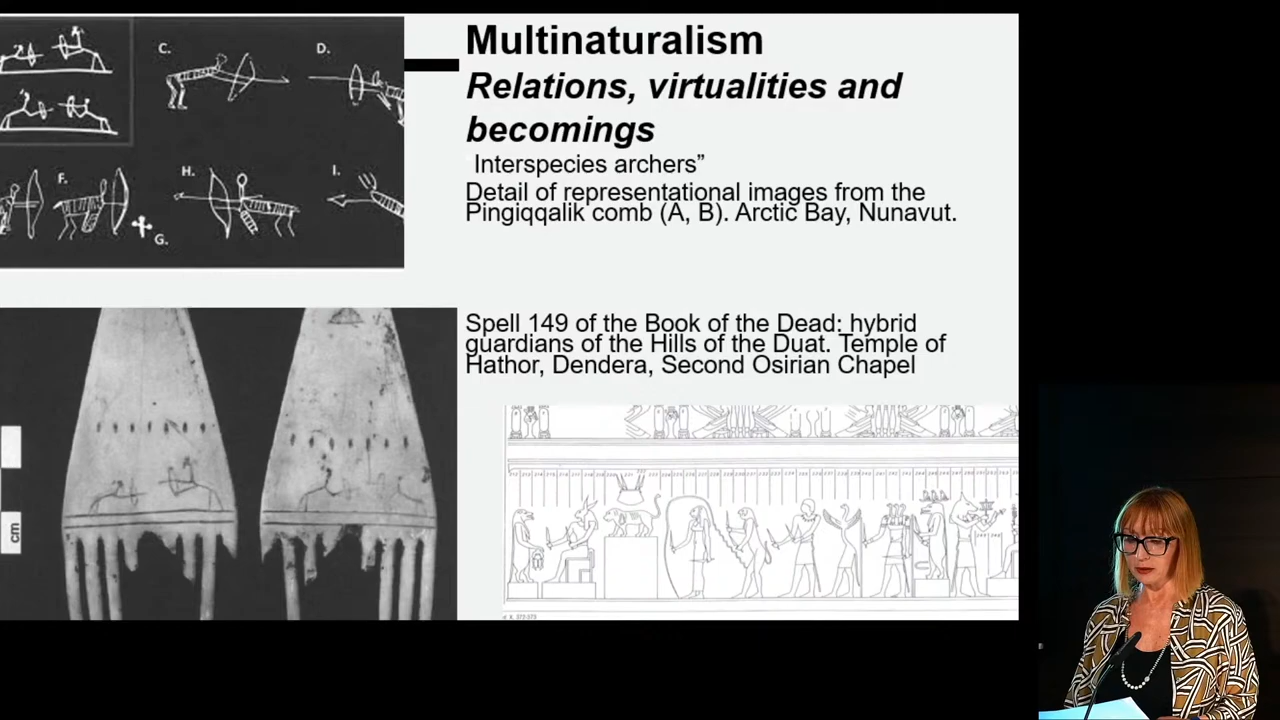 Multinaturalism
Relations, virtualities and
becomings
Interspecies archers”
Detail of representational images from the
Pingiqqalik comb (A, B). Arctic Bay, Nunavut.
C.
D.
F.
H.
I.
G.
Spell 149 of the Book of the Dead: hybrid
guardians of the Hills of the Duat. Temple of
Hathor, Dendera, Second Osirian Chapel
cm